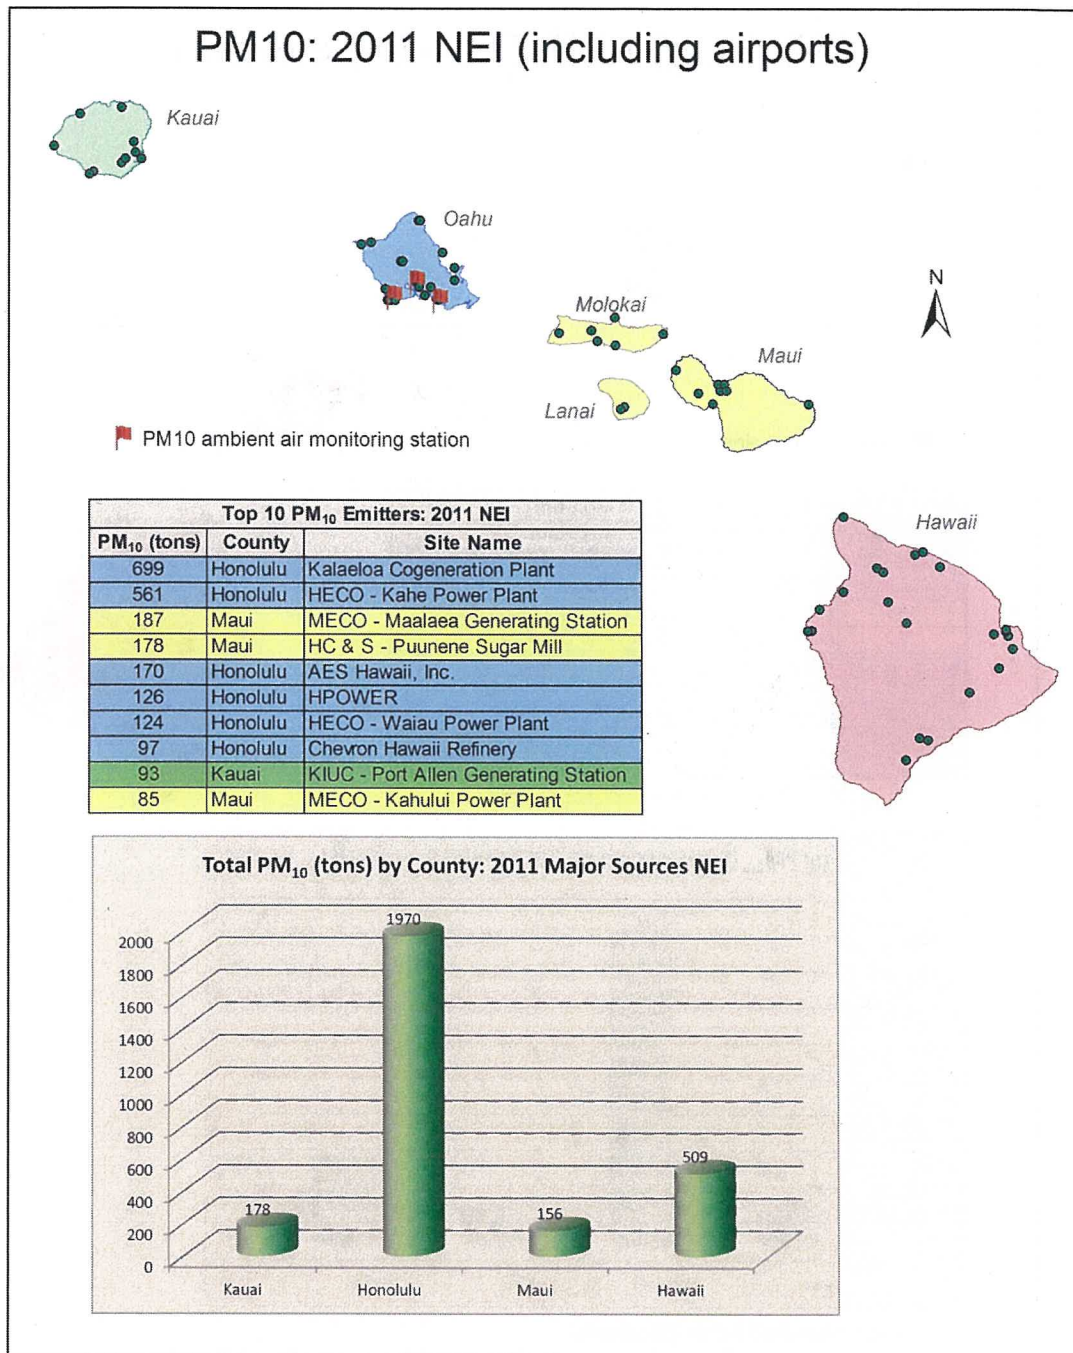 PM10: 2011 NEI (including airports)
Kauai
Oahu
N
Molokai
Maui
Lanai
PM10 ambient air monitoring station
Hawaii
Top 10 PM₁₀ Emitters: 2011 NEI
PM₁₀ (tons) County Site Name
699 Honolulu Kalaeloa Cogeneration Plant
561 Honolulu HECO - Kahe Power Plant
187 Maui MECO - Maalaea Generating Station
178 Maui HC & S - Puunene Sugar Mill
170 Honolulu AES Hawaii, Inc.
126 Honolulu HPOWER
124 Honolulu HECO - Waiau Power Plant
97 Honolulu Chevron Hawaii Refinery
93 Kauai KIUC - Port Allen Generating Station
85 Maui MECO - Kahului Power Plant
Total PM₁₀ (tons) by County: 2011 Major Sources NEI
2000
1800
1600
1400
1200
1000
800
600
400
200
0
178
1970
156
509
Kauai Honolulu Maui Hawaii